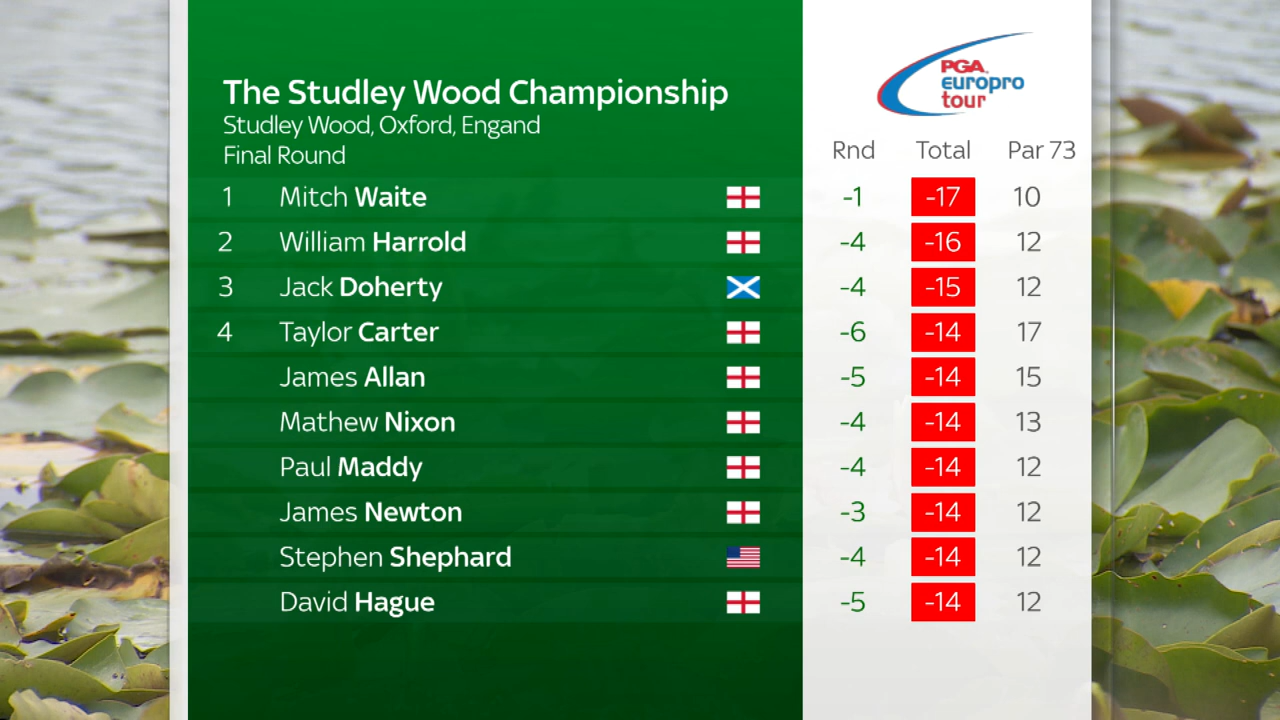 The Studley Wood Championship
Studley Wood, Oxford, Engand
Final Round
PGA
europro
tour
Rnd Total Par 73
1 Mitch Waite -1 -17 10
2 William Harrold -4 -16 12
3 Jack Doherty -4 -15 12
4 Taylor Carter -6 -14 17
James Allan -5 -14 15
Mathew Nixon -4 -14 13
Paul Maddy -4 -14 12
James Newton -3 -14 12
Stephen Shephard -4 -14 12
David Hague -5 -14 12